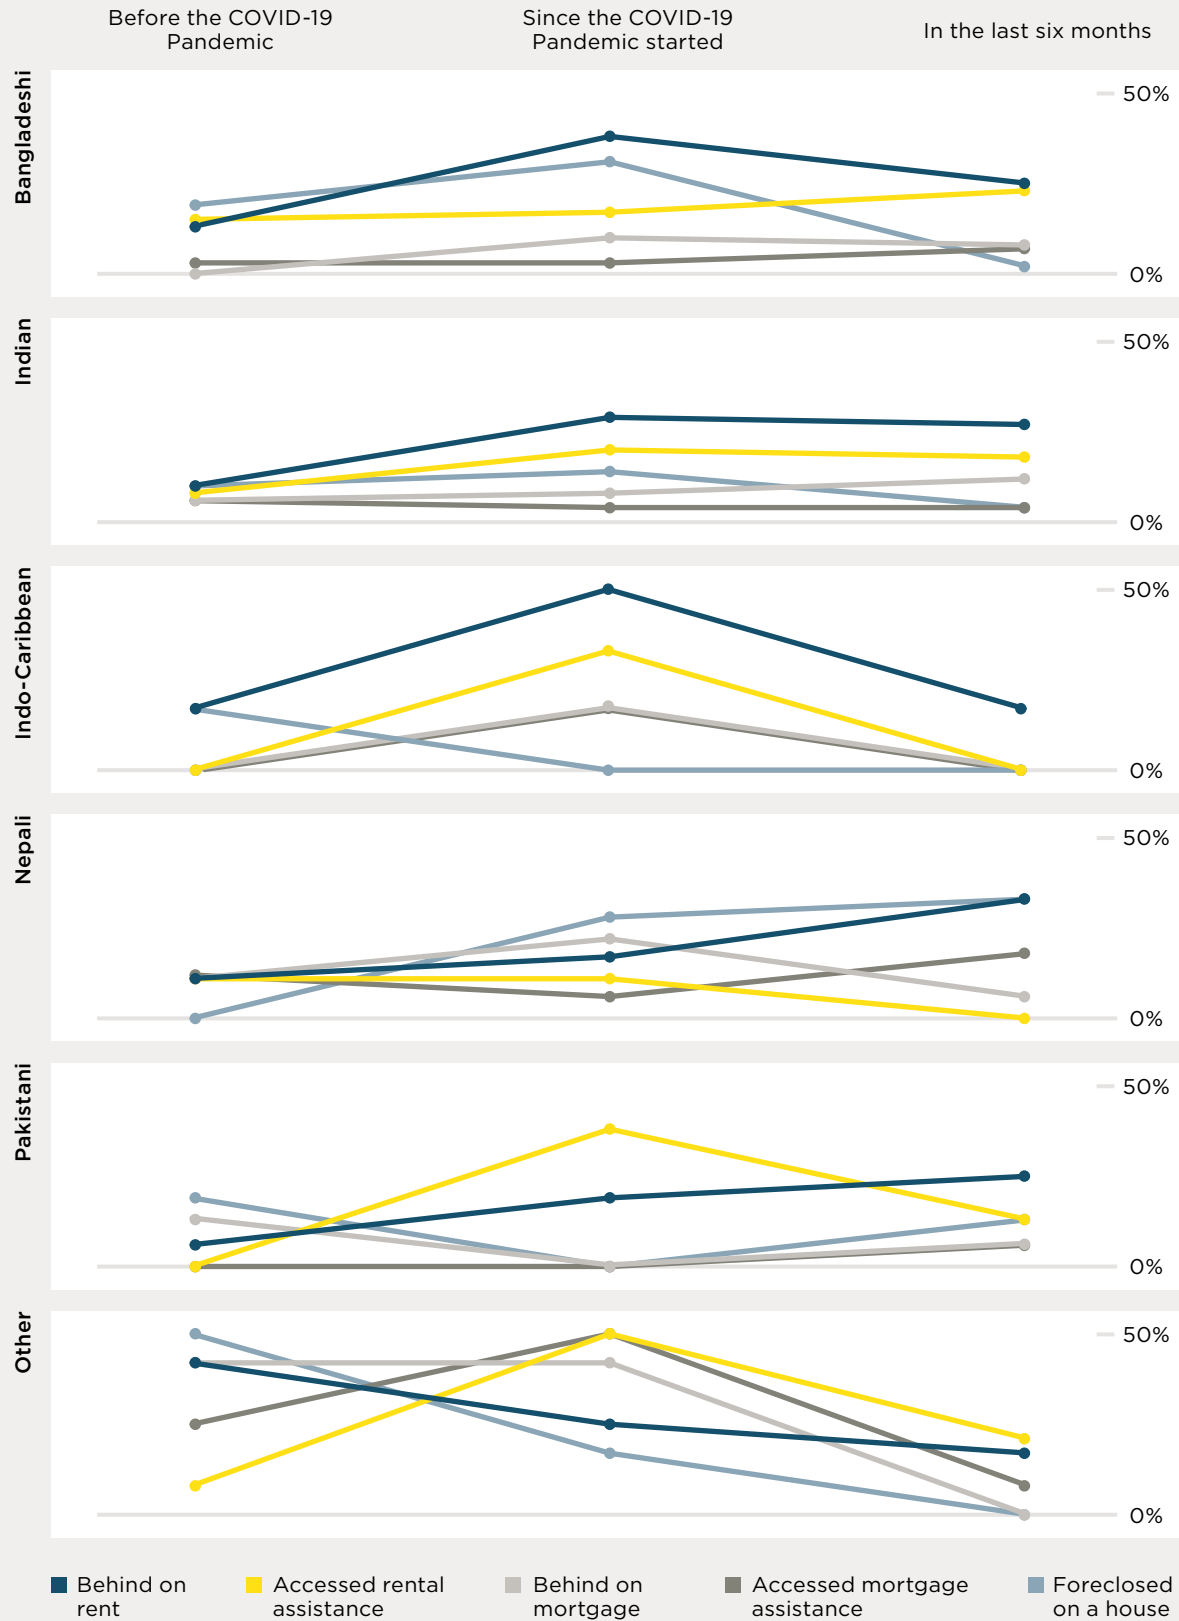 Before the COVID-19
Pandemic
Since the COVID-19
Pandemic started
In the last six months
Bangladeshi
50%
0%
Indian
50%
0%
Indo-Caribbean
50%
0%
Nepali
50%
0%
Pakistani
50%
0%
Other
50%
0%
Behind on
rent
Accessed rental
assistance
Behind on
mortgage
Accessed mortgage
assistance
Foreclosed
on a house